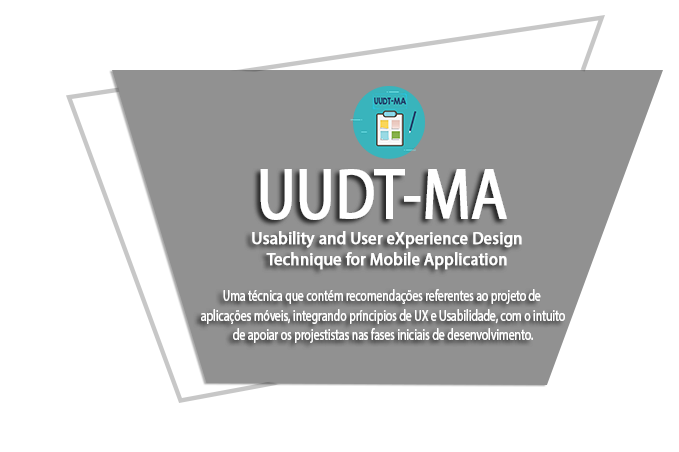 UUDT-MA
UUDT-MA
Usability and User eXperience Design
Technique for Mobile Application
Uma técnica que contém recomendações referentes ao projeto de
aplicações móveis, integrando príncipios de UX e Usabilidade, com o intuito
de apoiar os projestistas nas fases iniciais de desenvolvimento.